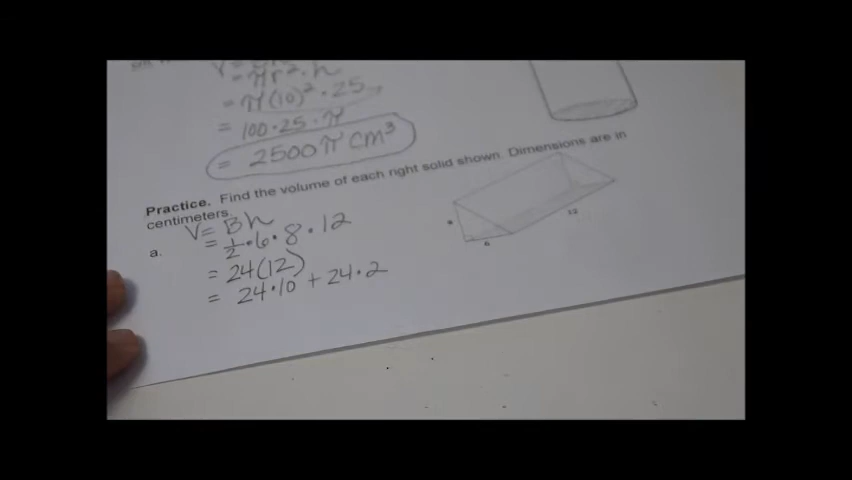 = πr²·h
= π(10)²·25
= 100·25·π
= 2500π cm³
Practice. Find the volume of each right solid shown. Dimensions are in
centimeters.
a.
V = Bh
= 1/2·6·8·12
= 24(12)
= 24·10 + 24·2
6
12